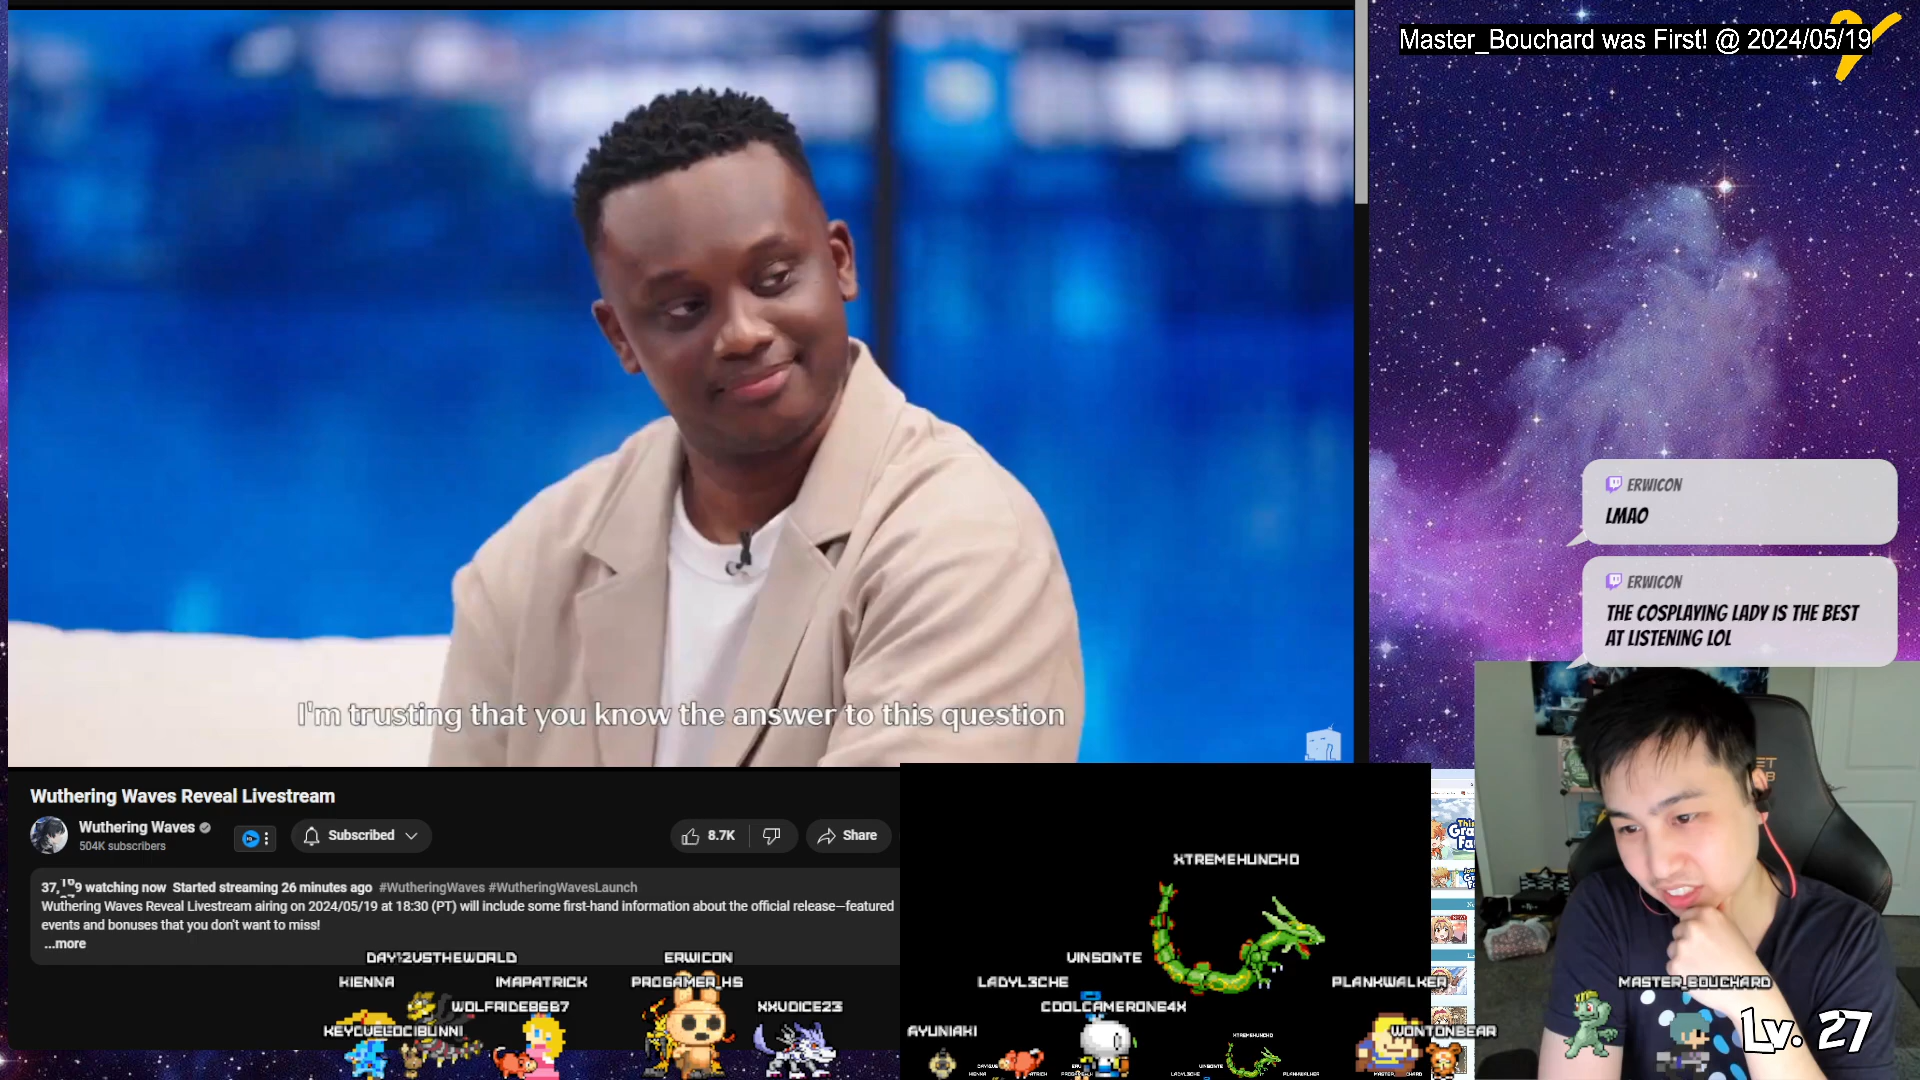 Master_Bouchard was First! @ 2024/05/19
ERWICON
LMAO
ERWICON
THE COSPLAYING LADY IS THE BEST
AT LISTENING LOL
I'm trusting that you know the answer to this question
Wuthering Waves Reveal Livestream
Wuthering Waves
504K subscribers
Subscribed
8.7K
Share
watching now Started streaming 26 minutes ago #WutheringWaves #WutheringWavesLaunch
Wuthering Waves Reveal Livestream airing on 2024/05/19 at 18:30 (PT) will include some first-hand information about the official release—featured
events and bonuses that you don't want to miss!
...more
XTREMEHUNCHO
DAY12VSTHEWORLD
ERWICON
VINSONTE
XIENNA
IMAPATRICK
PROGAMER_HS
LADYL3CHE
PLANKWALKER
MASTER_BOUCHARD
WOLFRIDE8687
XXVOICE23
COOLCAMERONE4X
AYUNIAKI
WONTONBEAR
Lv. 27